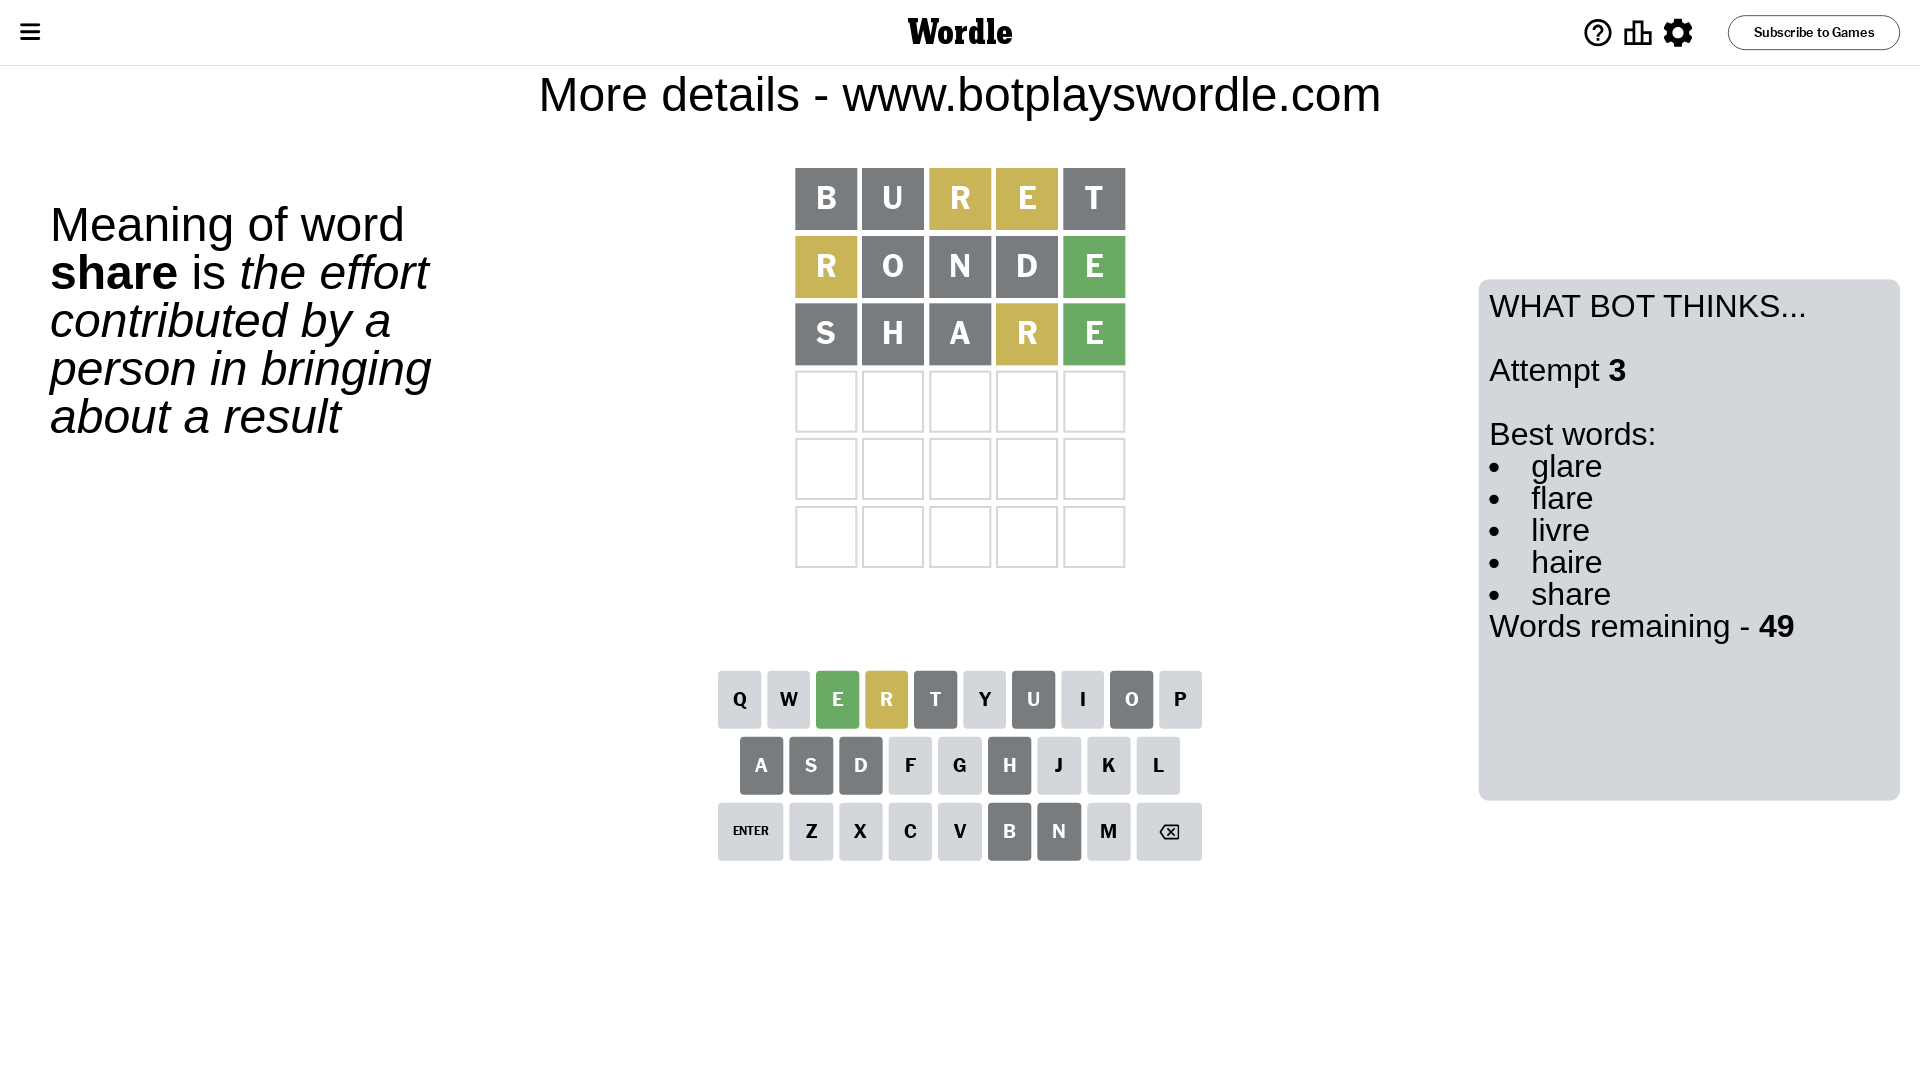 Wordle
Subscribe to Games
More details - www.botplayswordle.com
Meaning of word
share is the effort
contributed by a
person in bringing
about a result
B U R E T
R O N D E
S H A R E
WHAT BOT THINKS...
Attempt 3
Best words:
• glare
• flare
• livre
• haire
• share
Words remaining - 49
Q W E R T Y U I O P
A S D F G H J K L
ENTER Z X C V B N M